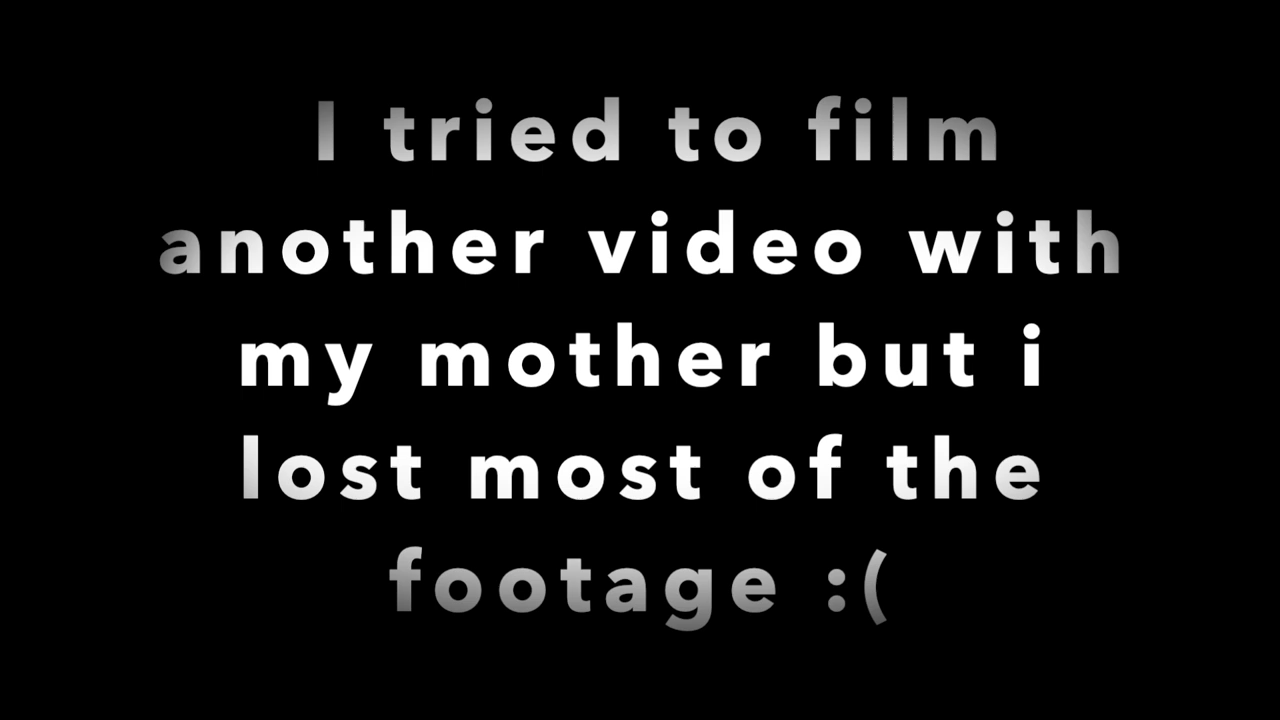 I tried to film
another video with
my mother but i
lost most of the
footage :(